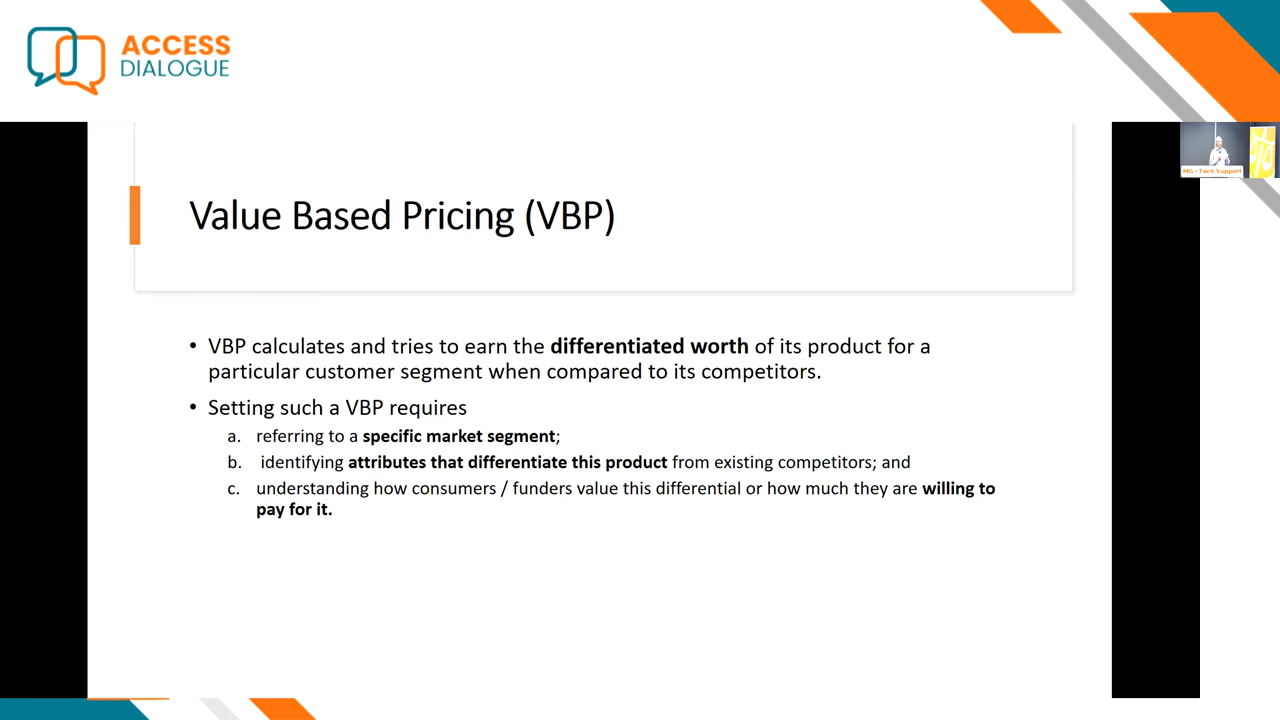 ACCESS
DIALOGUE
MG - Tech Support
Value Based Pricing (VBP)
• VBP calculates and tries to earn the differentiated worth of its product for a
particular customer segment when compared to its competitors.
• Setting such a VBP requires
a. referring to a specific market segment;
b. identifying attributes that differentiate this product from existing competitors; and
c. understanding how consumers / funders value this differential or how much they are willing to
pay for it.